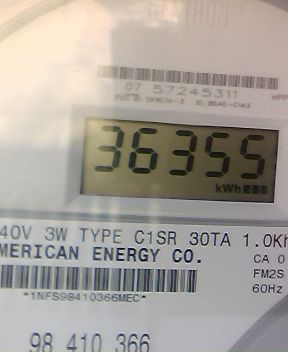 07 57245311
36355
kWh
40V 3W TYPE C1SR 30TA 1.0Kh
MERICAN ENERGY CO.
CA 0
FM2S
*1NFS98410366MEC*
60Hz
98 410 366